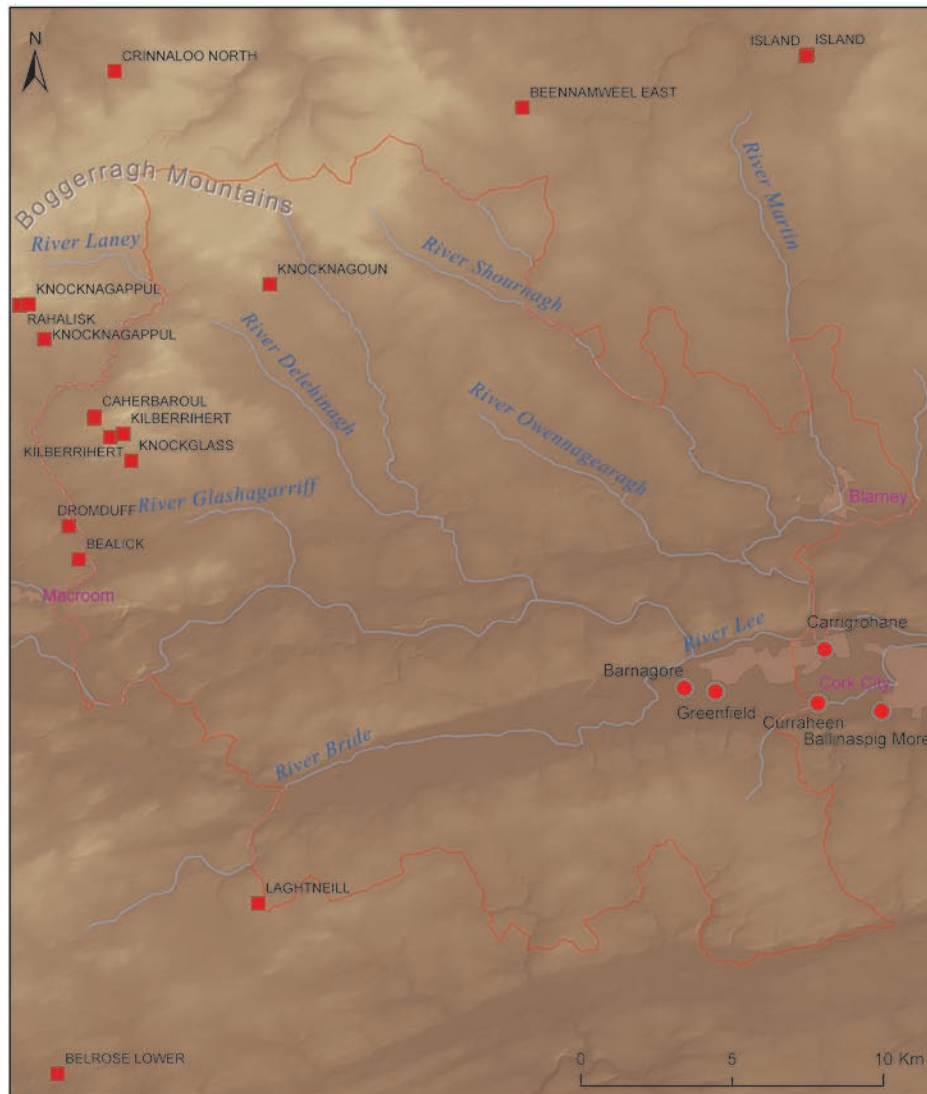 N
CRINNALOO NORTH
ISLAND ISLAND
BEENNAMWEEL EAST
Boggerragh Mountains
River Martin
River Laney
River Shournagh
KNOCKNAGOUN
KNOCKNAGAPPUL
RAHALISK
KNOCKNAGAPPUL
River Delehinagh
CAHERBAROUL
KILBERRIHERT
KILBERRIHERT
KNOCKGLASS
River Owennagearagh
River Glashagarriff
Blarney
DROMDUFF
BEALICK
Macroom
Carrigrohane
River Lee
Barnagore
Cork City
Greenfield
Curraheen
Ballinaspig More
River Bride
LAGHTNEILL
BELROSE LOWER
0 5 10 Km